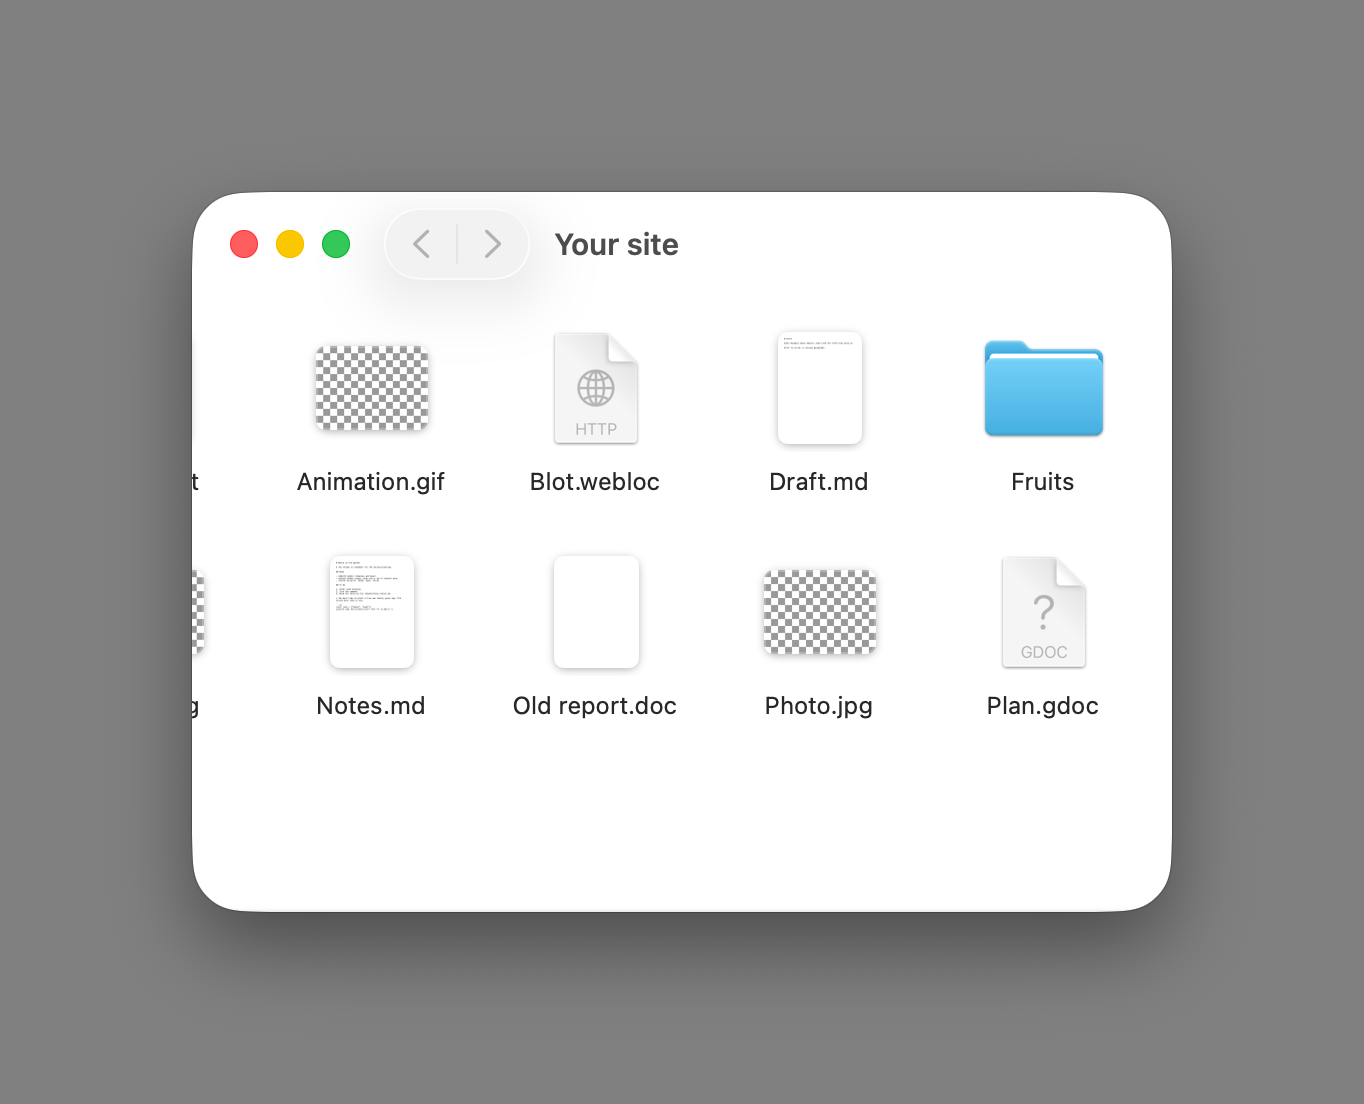 Your site
HTTP
t
Animation.gif
Blot.webloc
Draft.md
Fruits
GDOC
g
Notes.md
Old report.doc
Photo.jpg
Plan.gdoc